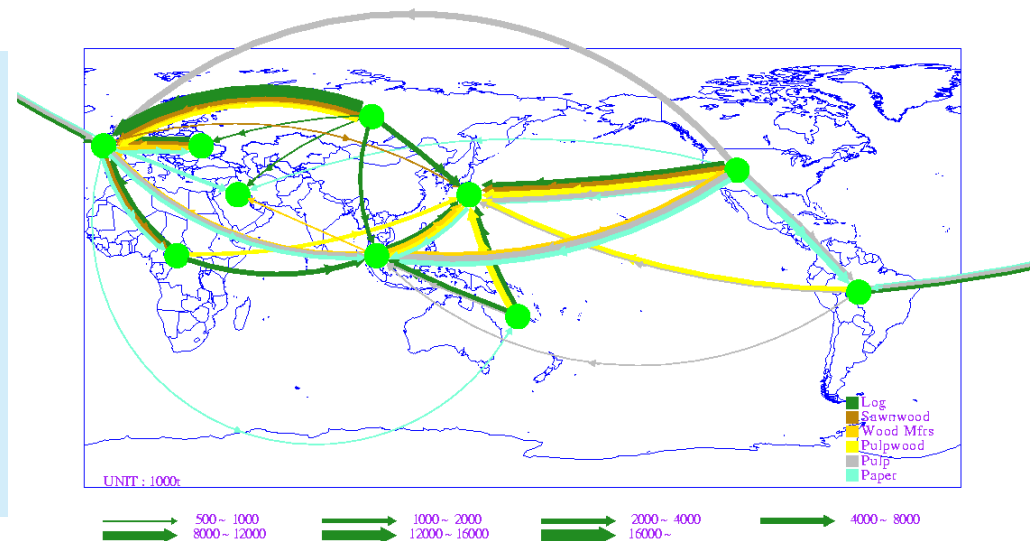 Log
Sawnwood
Wood Mfrs
Pulpwood
Pulp
Paper
UNIT : 1000t
500 ~ 1000
1000 ~ 2000
2000 ~ 4000
4000 ~ 8000
8000 ~ 12000
12000 ~ 16000
16000 ~